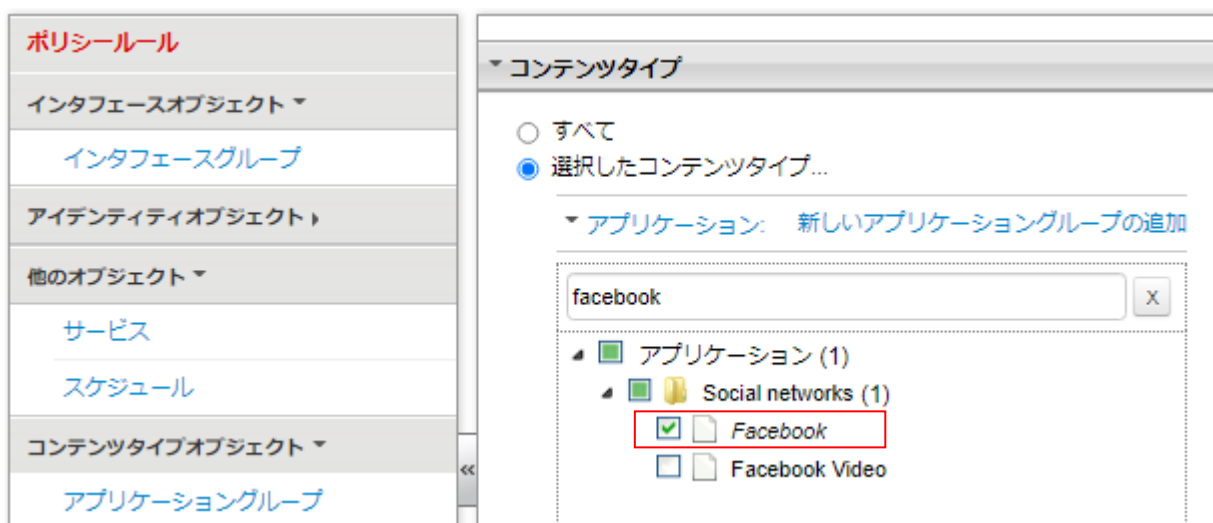 ポリシールール
インタフェースオブジェクト
インタフェースグループ
アイデンティティオブジェクト
他のオブジェクト
サービス
スケジュール
コンテンツタイプオブジェクト
アプリケーショングループ
«
コンテンツタイプ
すべて
選択したコンテンツタイプ...
アプリケーション: 新しいアプリケーショングループの追加
facebook X
アプリケーション (1)
Social networks (1)
Facebook
Facebook Video